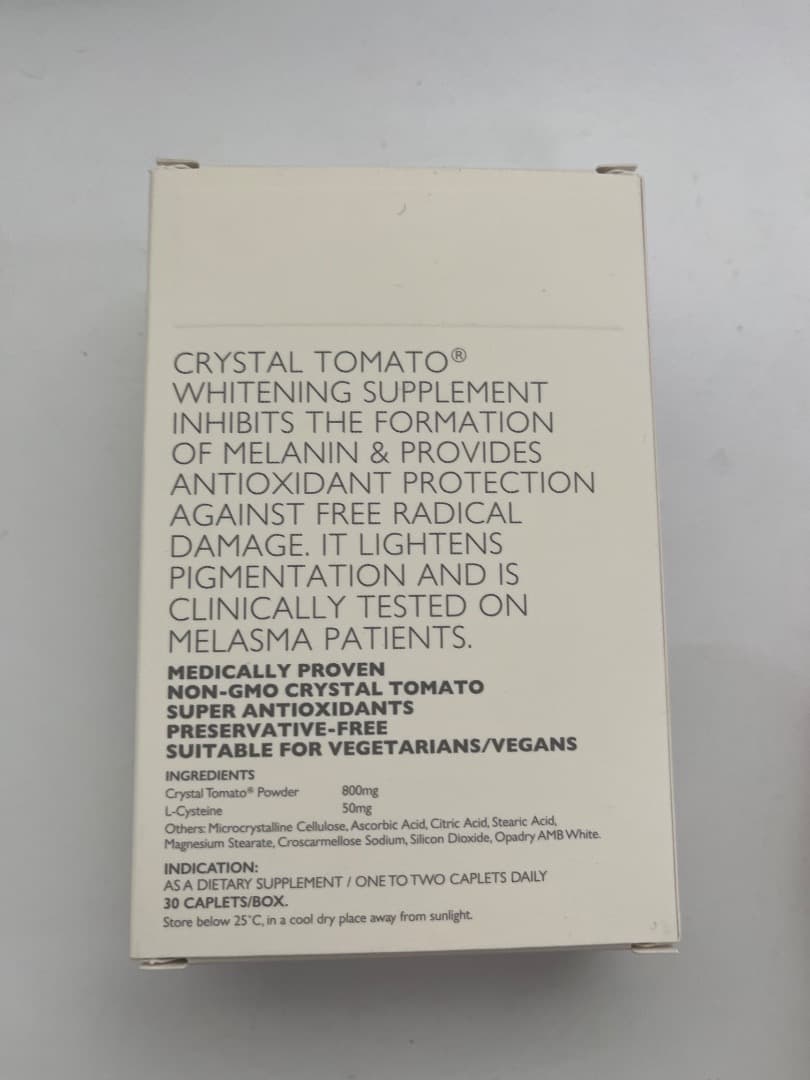 CRYSTAL TOMATO®
WHITENING SUPPLEMENT
INHIBITS THE FORMATION
OF MELANIN & PROVIDES
ANTIOXIDANT PROTECTION
AGAINST FREE RADICAL
DAMAGE. IT LIGHTENS
PIGMENTATION AND IS
CLINICALLY TESTED ON
MELASMA PATIENTS.
MEDICALLY PROVEN
NON-GMO CRYSTAL TOMATO
SUPER ANTIOXIDANTS
PRESERVATIVE-FREE
SUITABLE FOR VEGETARIANS/VEGANS
INGREDIENTS
Crystal Tomato® Powder 800mg
L-Cysteine 50mg
Others: Microcrystalline Cellulose, Ascorbic Acid, Citric Acid, Stearic Acid,
Magnesium Stearate, Croscarmellose Sodium, Silicon Dioxide, Opadry AMB White.
INDICATION:
AS A DIETARY SUPPLEMENT / ONE TO TWO CAPLETS DAILY
30 CAPLETS/BOX.
Store below 25°C, in a cool dry place away from sunlight.